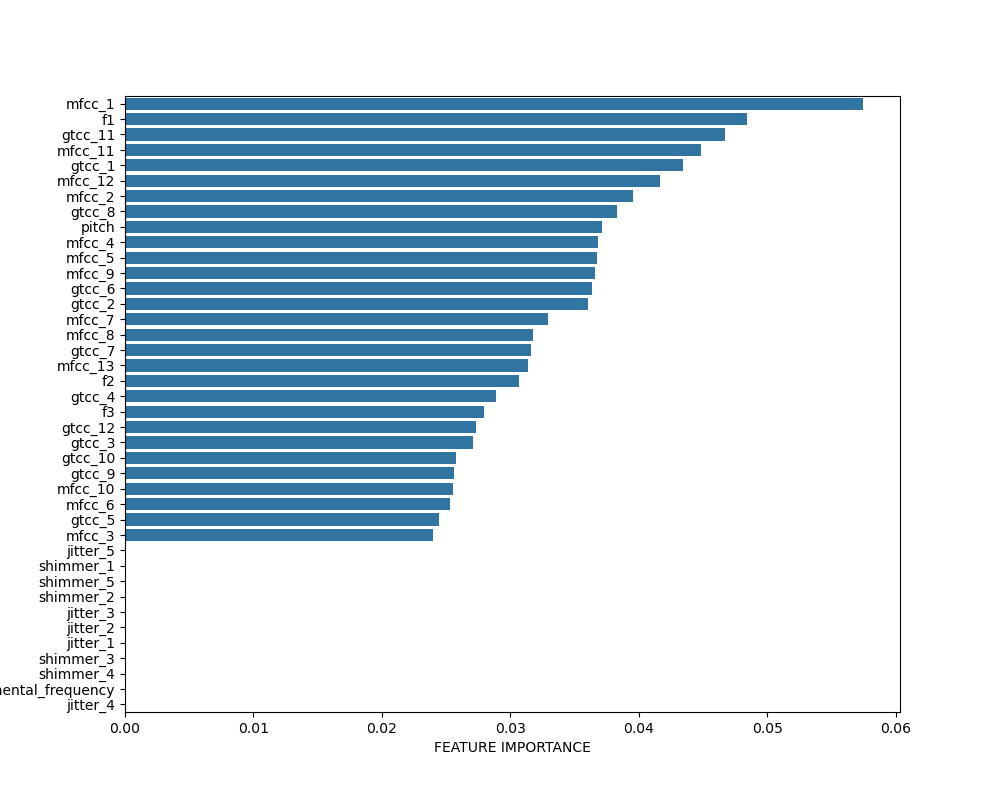 mfcc_1
f1
gtcc_11
mfcc_11
gtcc_1
mfcc_12
mfcc_2
gtcc_8
pitch
mfcc_4
mfcc_5
mfcc_9
gtcc_6
gtcc_2
mfcc_7
mfcc_8
gtcc_7
mfcc_13
f2
gtcc_4
f3
gtcc_12
gtcc_3
gtcc_10
gtcc_9
mfcc_10
mfcc_6
gtcc_5
mfcc_3
jitter_5
shimmer_1
shimmer_5
shimmer_2
jitter_3
jitter_2
jitter_1
shimmer_3
shimmer_4
ental_frequency
jitter_4
0.00 0.01 0.02 0.03 0.04 0.05 0.06
FEATURE IMPORTANCE